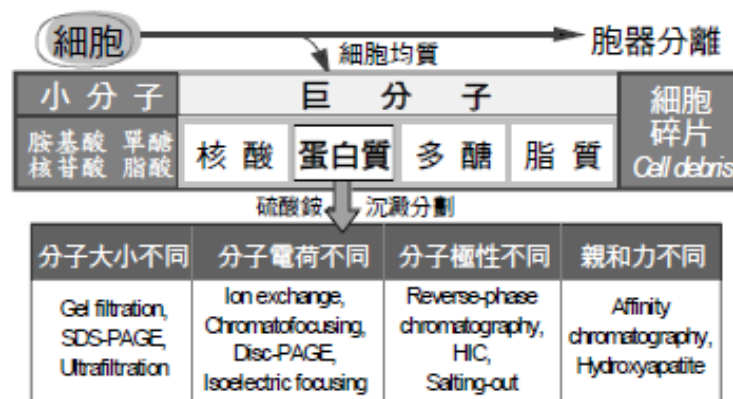 細胞
胞器分離
細胞均質
小分子
巨分子
細胞
碎片
Cell debris
胺基酸 單醣
核苷酸 脂酸
核酸
蛋白質
多醣
脂質
硫酸銨 沉澱分劃
分子大小不同
分子電荷不同
分子極性不同
親和力不同
Gel filtration,
SDS-PAGE,
Ultrafiltration
Ion exchange,
Chromatofocusing,
Disc-PAGE,
Isoelectric focusing
Reverse-phase
chromatography,
HIC,
Salting-out
Affinity
chromatography,
Hydroxyapatite